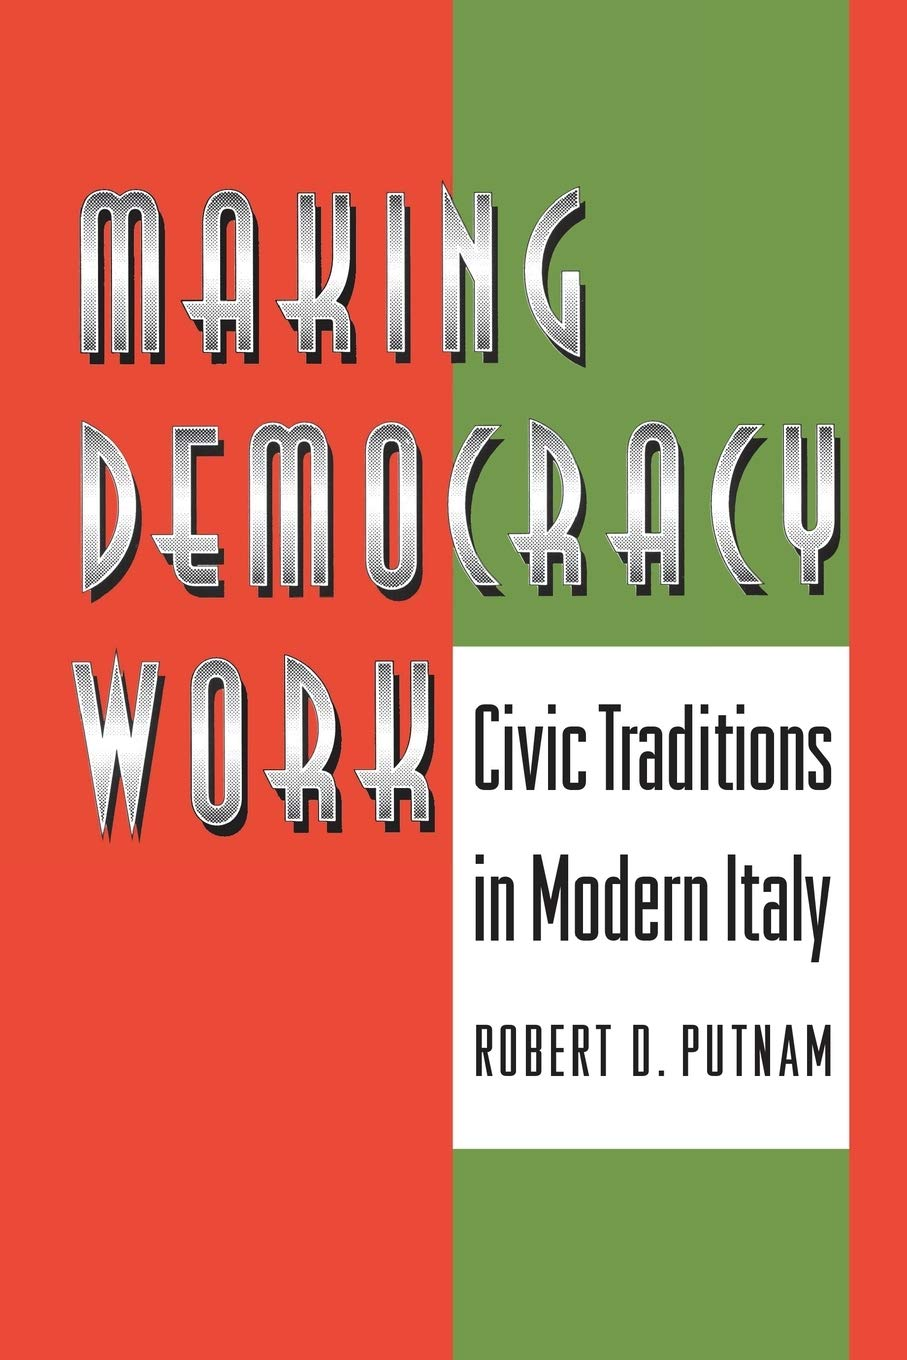 MAKING
DEMOCRACY
WORK
Civic Traditions
in Modern Italy
ROBERT D. PUTNAM